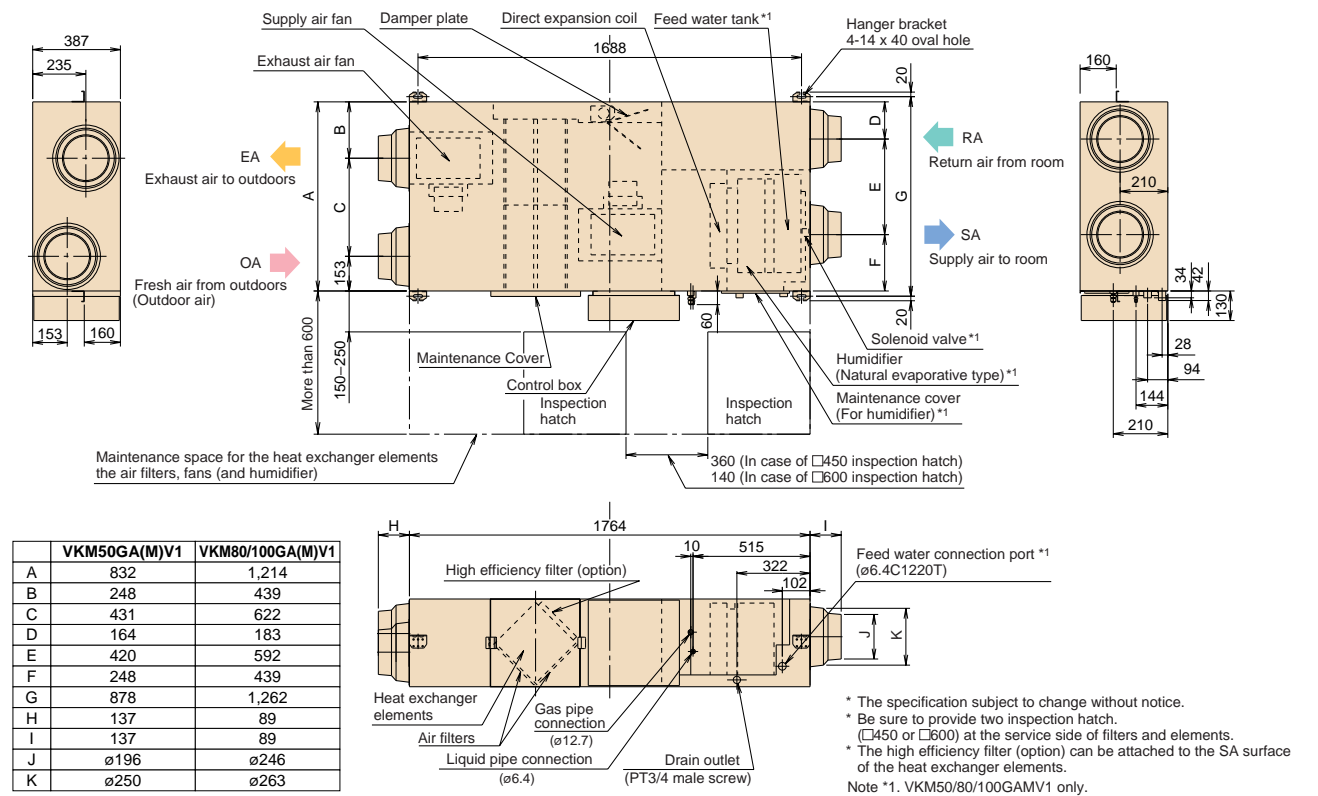 Supply air fan
Damper plate
Direct expansion coil
Feed water tank*1
Hanger bracket
4-14 x 40 oval hole
Exhaust air fan
387
235
1688
20
160
A
B
C
153
D
E
F
G
20
EA
Exhaust air to outdoors
OA
Fresh air from outdoors
(Outdoor air)
RA
Return air from room
SA
Supply air to room
210
34
42
130
28
94
144
210
153
160
More than 600
150–250
60
Maintenance Cover
Control box
Inspection
hatch
Inspection
hatch
Solenoid valve*1
Humidifier
(Natural evaporative type)*1
Maintenance cover
(For humidifier)*1
Maintenance space for the heat exchanger elements
the air filters, fans (and humidifier)
360 (In case of □450 inspection hatch)
140 (In case of □600 inspection hatch)
VKM50GA(M)V1 VKM80/100GA(M)V1
A 832 1,214
B 248 439
C 431 622
D 164 183
E 420 592
F 248 439
G 878 1,262
H 137 89
I 137 89
J ø196 ø246
K ø250 ø263
H
1764
I
10
515
322
102
J
K
High efficiency filter (option)
Feed water connection port *1
(ø6.4C1220T)
Heat exchanger
elements
Air filters
Gas pipe
connection
(ø12.7)
Liquid pipe connection
(ø6.4)
Drain outlet
(PT3/4 male screw)
* The specification subject to change without notice.
* Be sure to provide two inspection hatch.
(□450 or □600) at the service side of filters and elements.
* The high efficiency filter (option) can be attached to the SA surface
of the heat exchanger elements.
Note *1. VKM50/80/100GAMV1 only.